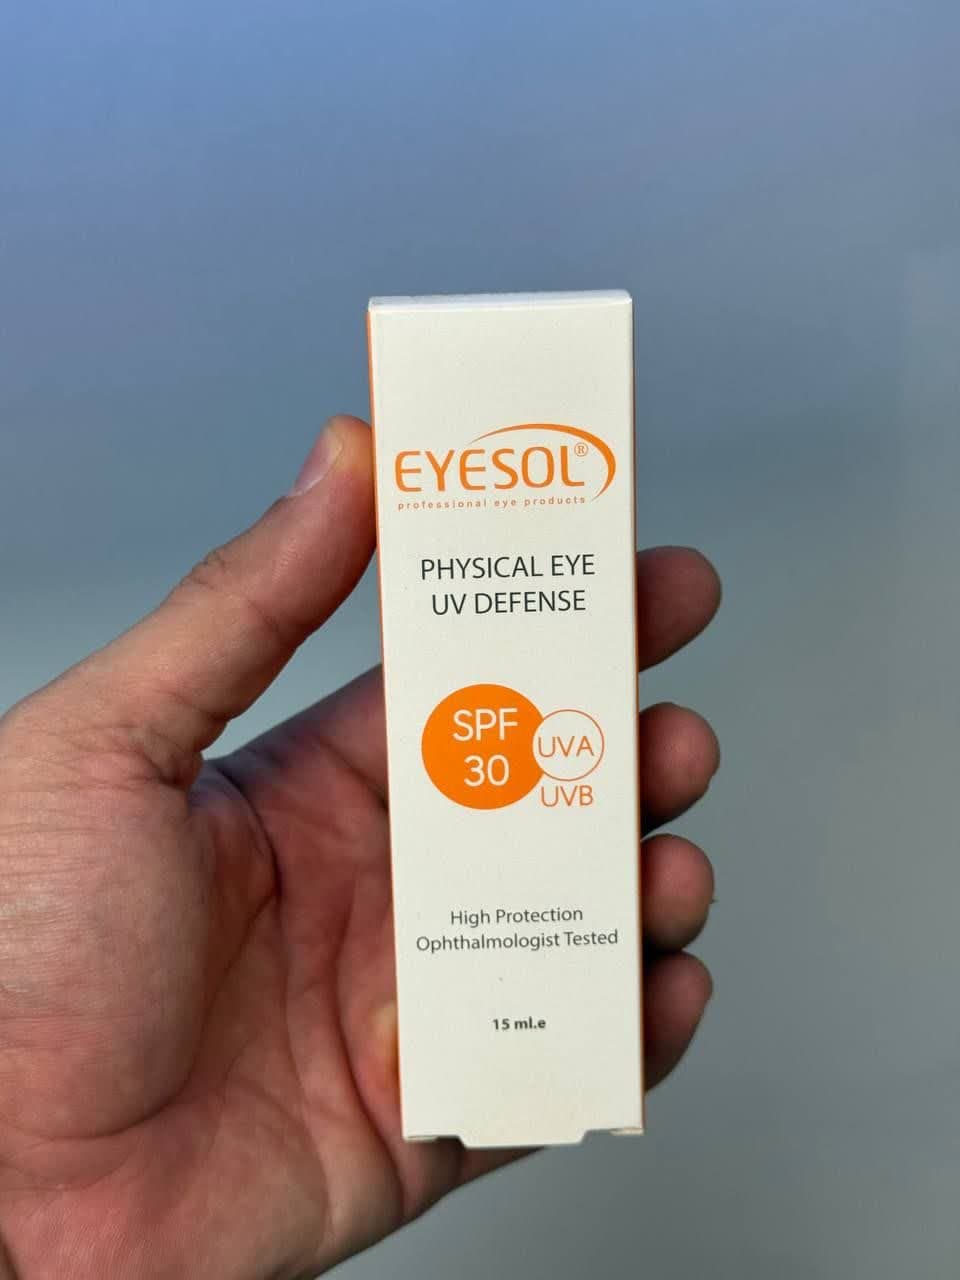 EYESOL®
professional eye products
PHYSICAL EYE
UV DEFENSE
SPF
30
UVA
UVB
High Protection
Ophthalmologist Tested
15 ml.e